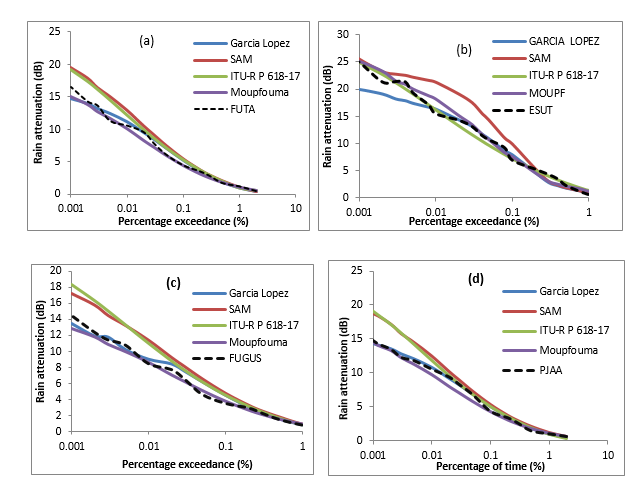 (a)
Garcia Lopez
SAM
ITU-R P 618-17
Moupfouma
FUTA
Rain attenuation (dB)
25
20
15
10
5
0
0.001 0.01 0.1 1 10
Percentage exceedance (%)
(b)
GARCIA LOPEZ
SAM
ITU-R P 618-17
MOUPF
ESUT
Rain attenuation (dB)
30
25
20
15
10
5
0
0.001 0.01 0.1 1
Percentage exceedance (%)
(c)
Garcia Lopez
SAM
ITU-R P 618-17
Moupfouma
FUGUS
Rain attenuation (dB)
20
18
16
14
12
10
8
6
4
2
0
0.001 0.01 0.1 1
Percentage exceedance (%)
(d)
Garcia Lopez
SAM
ITU-R P 618-17
Moupfouma
PJAA
Rain attenuation (dB)
25
20
15
10
5
0
0.001 0.01 0.1 1 10
Percentage of time (%)